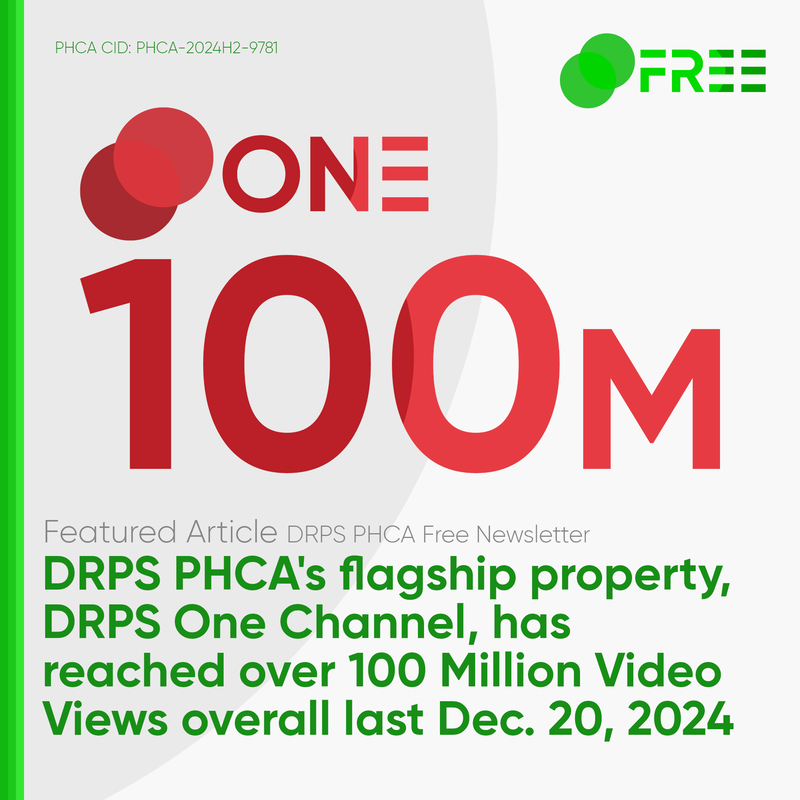 PHCA CID: PHCA-2024H2-9781
FREE
ONE
100M
Featured Article DRPS PHCA Free Newsletter
DRPS PHCA's flagship property,
DRPS One Channel, has
reached over 100 Million Video
Views overall last Dec. 20, 2024